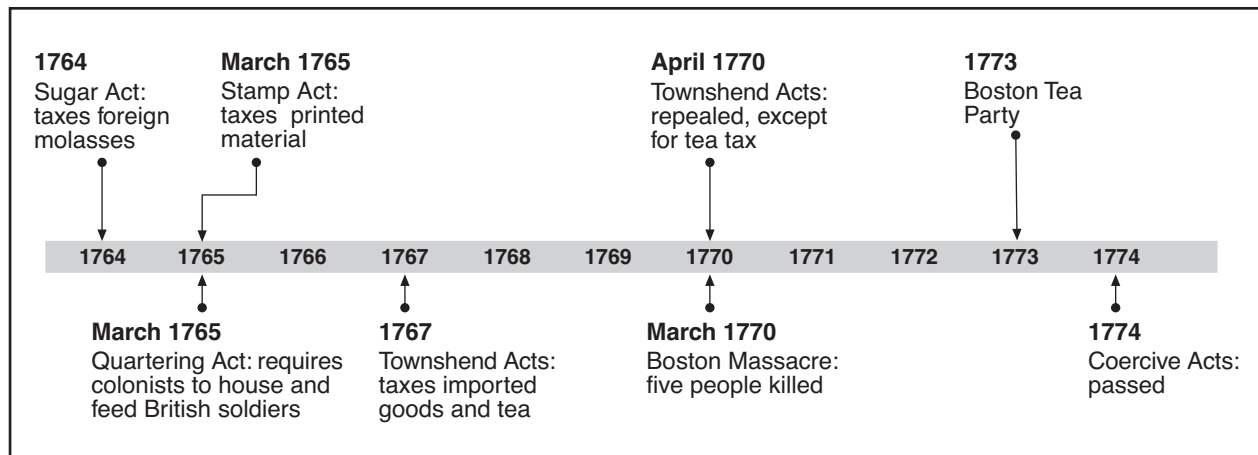 1764
Sugar Act:
taxes foreign
molasses
March 1765
Stamp Act:
taxes printed
material
April 1770
Townshend Acts:
repealed, except
for tea tax
1773
Boston Tea
Party
1764 1765 1766 1767 1768 1769 1770 1771 1772 1773 1774
March 1765
Quartering Act: requires
colonists to house and
feed British soldiers
1767
Townshend Acts:
taxes imported
goods and tea
March 1770
Boston Massacre:
five people killed
1774
Coercive Acts:
passed